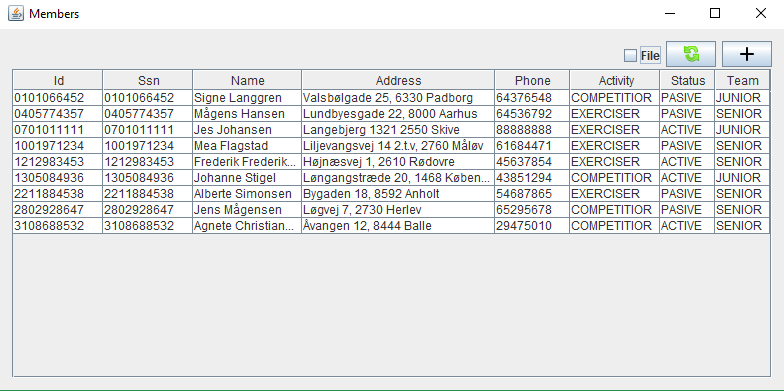 Members
File
Id Ssn Name Address Phone Activity Status Team
0101066452 0101066452 Signe Langgren Valsbølgade 25, 6330 Padborg 64376548 COMPETITIOR PASIVE JUNIOR
0405774357 0405774357 Mågens Hansen Lundbyesgade 22, 8000 Aarhus 64536792 EXERCISER PASIVE SENIOR
0701011111 0701011111 Jes Johansen Langebjerg 1321 2550 Skive 88888888 EXERCISER ACTIVE JUNIOR
1001971234 1001971234 Mea Flagstad Liljevangsvej 14 2.t.v, 2760 Måløv 61684471 EXERCISER PASIVE SENIOR
1212983453 1212983453 Frederik Frederik... Højnæsvej 1, 2610 Rødovre 45637854 EXERCISER ACTIVE SENIOR
1305084936 1305084936 Johanne Stigel Løngangstræde 20, 1468 Køben... 43851294 COMPETITIOR ACTIVE JUNIOR
2211884538 2211884538 Alberte Simonsen Bygaden 18, 8592 Anholt 54687865 EXERCISER PASIVE SENIOR
2802928647 2802928647 Jens Mågensen Løgvej 7, 2730 Herlev 65295678 COMPETITIOR PASIVE SENIOR
3108688532 3108688532 Agnete Christian... Åvangen 12, 8444 Balle 29475010 COMPETITIOR ACTIVE SENIOR